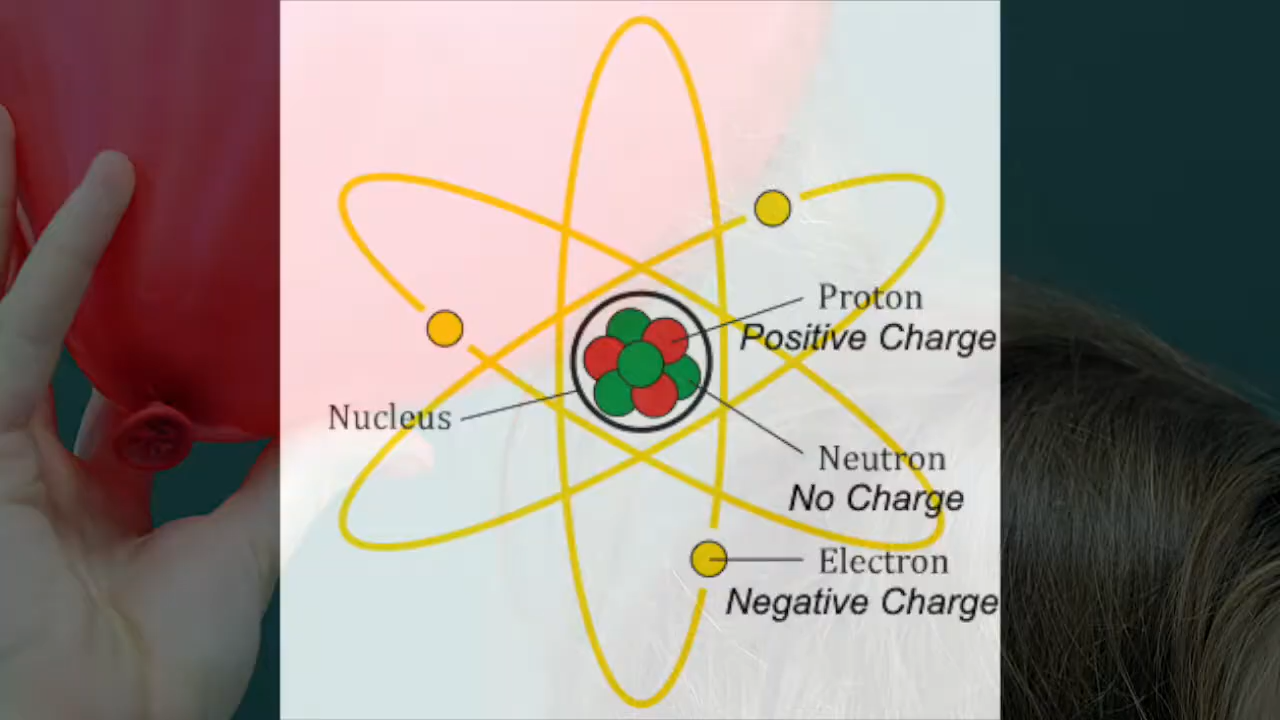 Proton
Positive Charge
Nucleus
Neutron
No Charge
Electron
Negative Charge